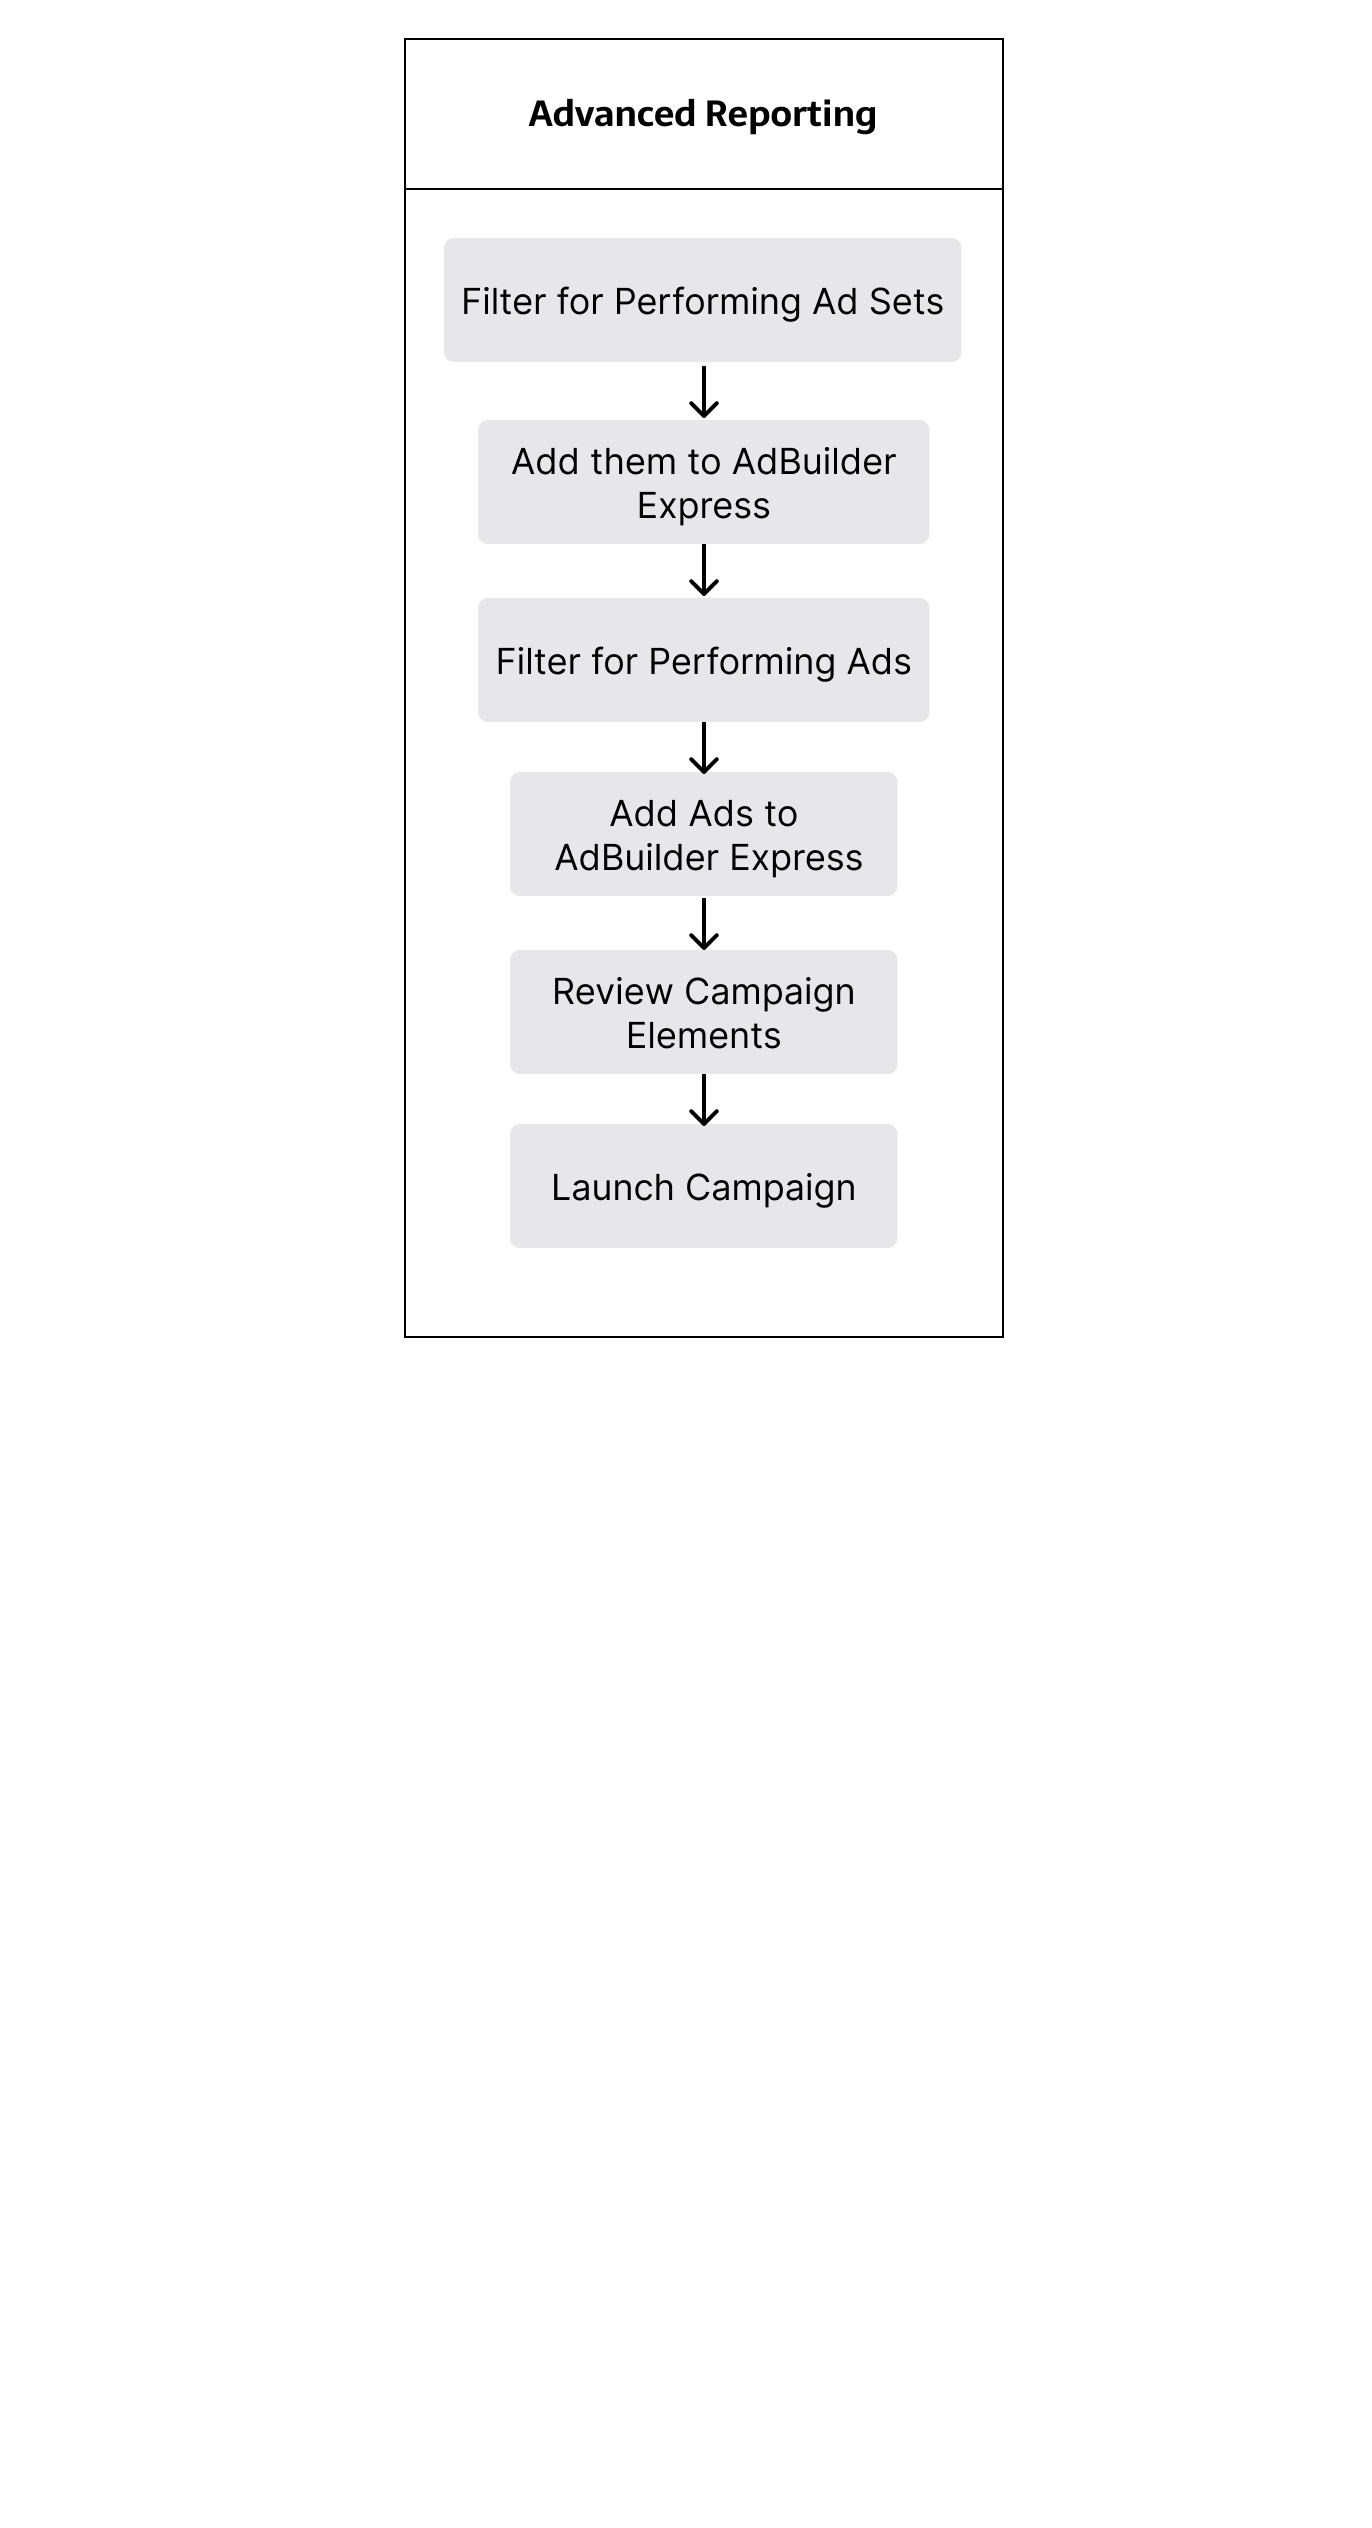 Advanced Reporting
Filter for Performing Ad Sets
Add them to AdBuilder
Express
Filter for Performing Ads
Add Ads to
AdBuilder Express
Review Campaign
Elements
Launch Campaign